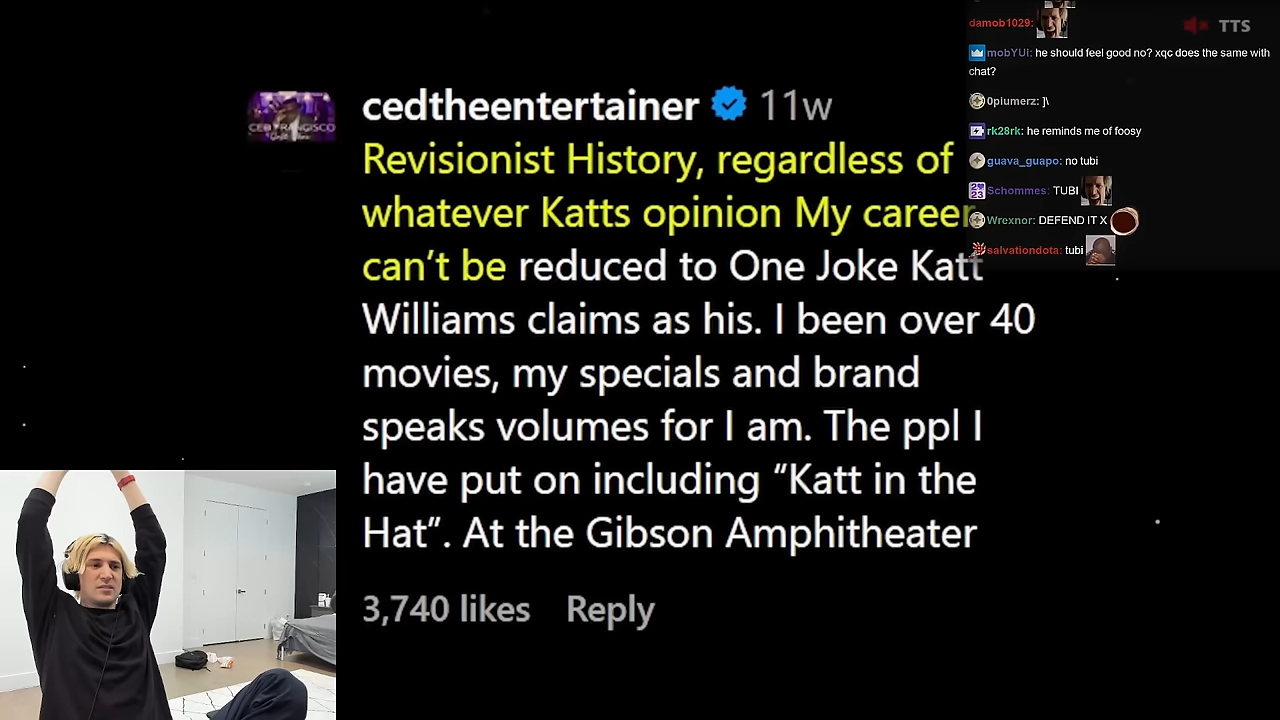 cedtheentertainer 11w
Revisionist History, regardless of
whatever Katts opinion My career
can’t be reduced to One Joke Katt
Williams claims as his. I been over 40
movies, my specials and brand
speaks volumes for I am. The ppl I
have put on including “Katt in the
Hat”. At the Gibson Amphitheater
3,740 likes Reply
TTS
damob1029:
mobYUi: he should feel good no? xqc does the same with
chat?
0piumerz: ]\
rk28rk: he reminds me of foosy
guava_guapo: no tubi
Schommes: TUBI
Wrexnor: DEFEND IT X
salvationdota: tubi